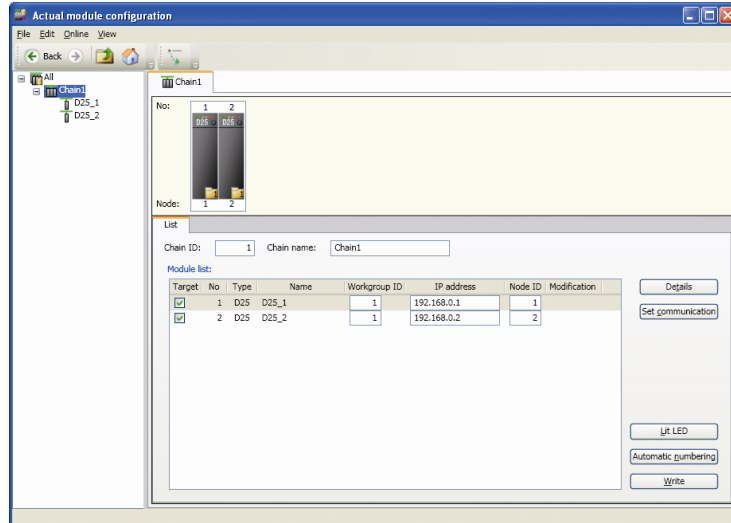 Actual module configuration
File Edit Online View
Back
All
Chain1
D25_1
D25_2
Chain1
No: 1 2
D25 D25
1 1
Node: 1 2
List
Chain ID: 1 Chain name: Chain1
Module list:
Target No Type Name Workgroup ID IP address Node ID Modification
1 D25 D25_1 1 192.168.0.1 1
2 D25 D25_2 1 192.168.0.2 2
Details
Set communication
Lit LED
Automatic numbering
Write